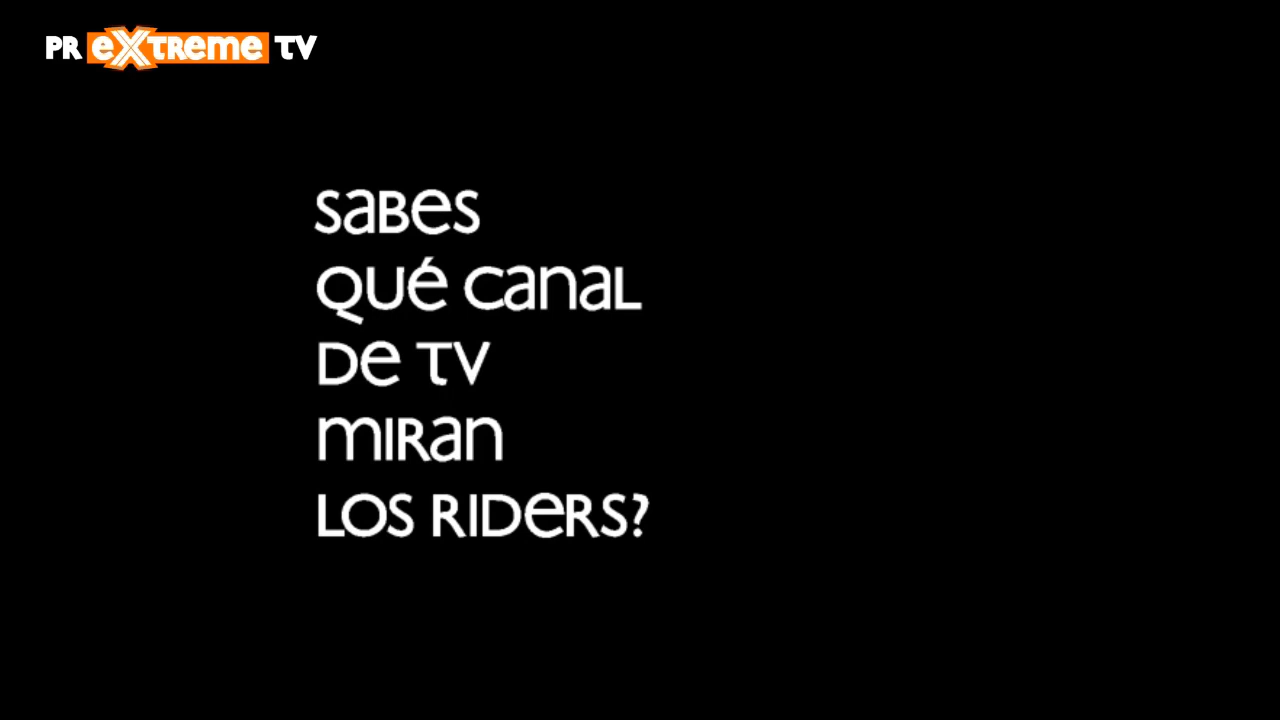 PR eXTREME TV
SaBes
QUÉ CanaL
De TV
MIRan
LOS RIDeRS?